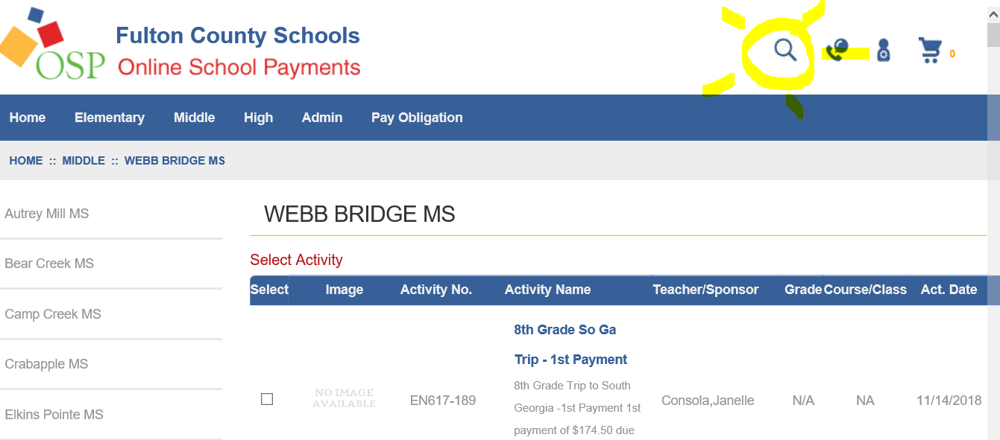 OSP
Fulton County Schools
Online School Payments
0
Home Elementary Middle High Admin Pay Obligation
HOME :: MIDDLE :: WEBB BRIDGE MS
Autrey Mill MS
Bear Creek MS
Camp Creek MS
Crabapple MS
Elkins Pointe MS
WEBB BRIDGE MS
Select Activity
Select Image Activity No. Activity Name Teacher/Sponsor Grade Course/Class Act. Date
8th Grade So Ga
Trip - 1st Payment
8th Grade Trip to South
Georgia -1st Payment 1st
payment of $174.50 due
NO IMAGE
AVAILABLE
EN617-189
Consola,Janelle
N/A
NA
11/14/2018